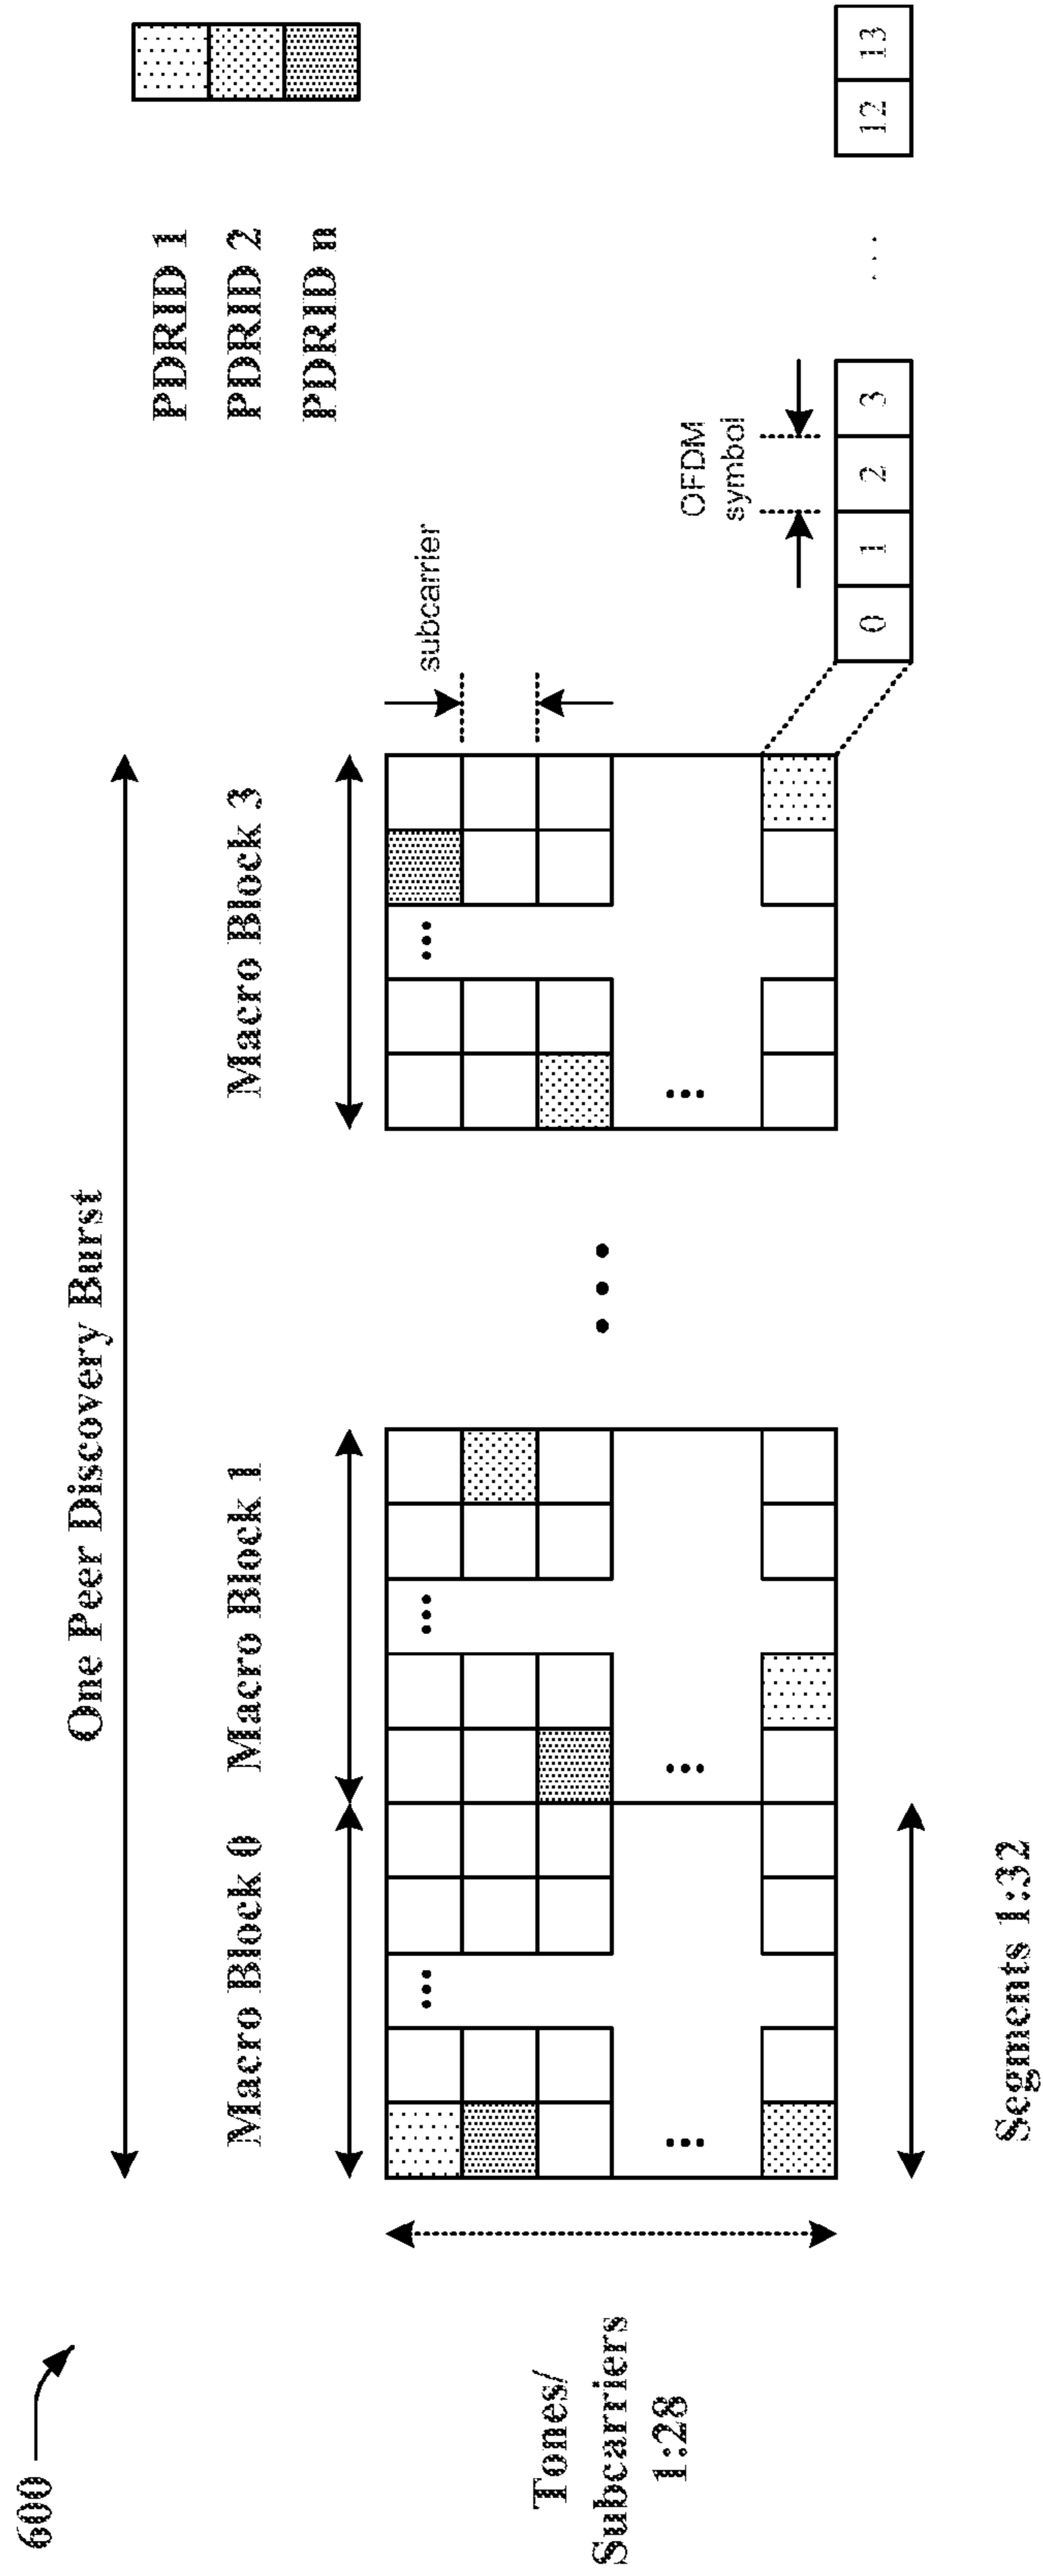 600
One Peer Discovery Burst
PDRID 1
PDRID 2
PDRID n
Macro Block 0
Macro Block 1
Macro Block 3
subcarrier
Tones/
Subcarriers
1:28
OFDM
symbol
0
1
2
3
12
13
Segments 1:32